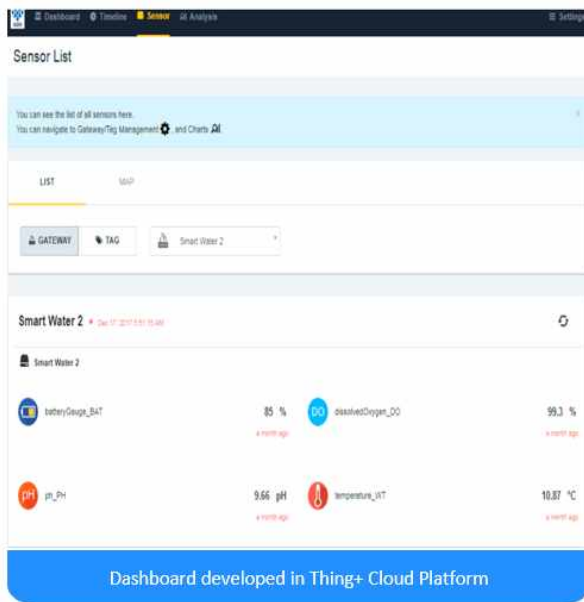 Dashboard Timeline Sensor Analysis Settings
Sensor List
You can see the list of all sensors here.
You can navigate to Gateway/Tag Management , and Charts
×
LIST MAP
GATEWAY TAG Smart Water 2
Smart Water 2
Smart Water 2
batteryGauge_BAT 85 % DO dissolvedOxygen_DO 99.3 %
a month ago a month ago
pH ph_PH 9.66 pH temperature_WT 10.87 °C
a month ago a month ago
Dashboard developed in Thing+ Cloud Platform